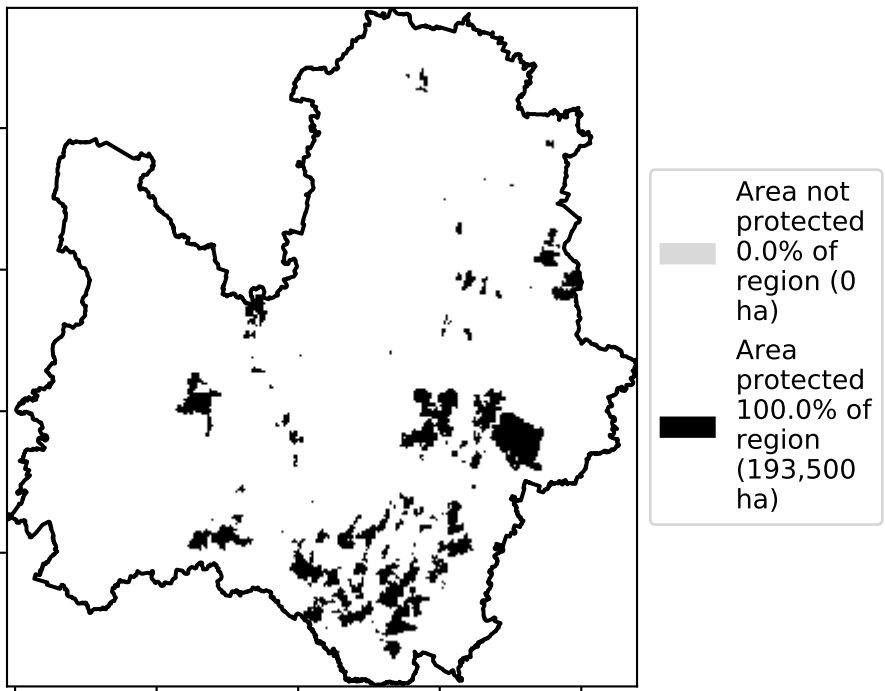 Area not
protected
0.0% of
region (0
ha)
Area
protected
100.0% of
region
(193,500
ha)